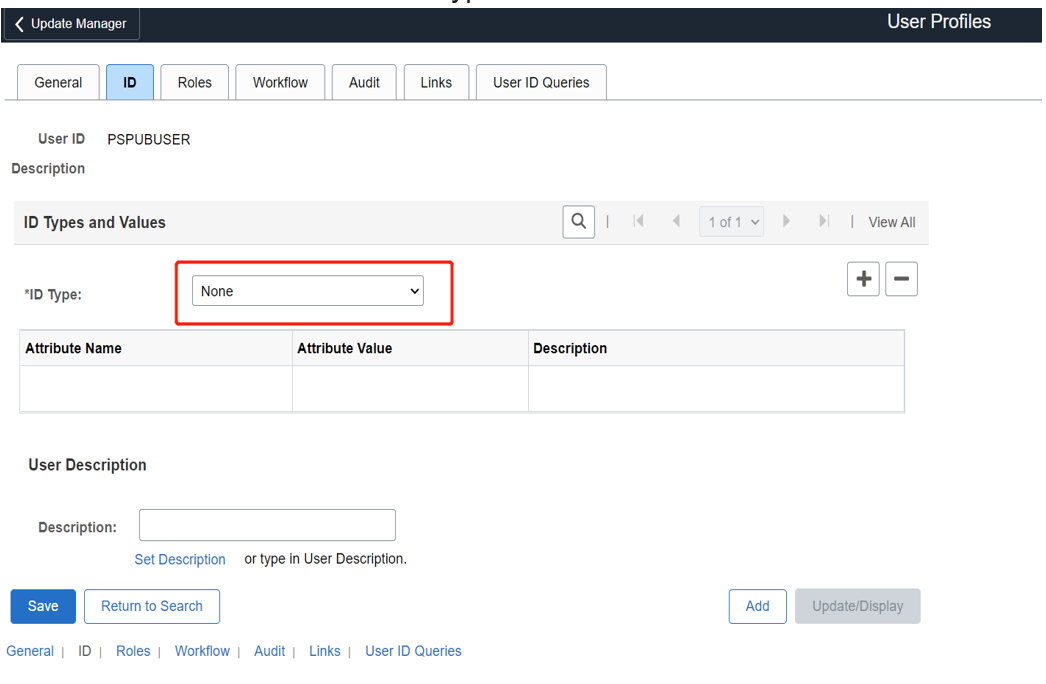 Update Manager
User Profiles
General ID Roles Workflow Audit Links User ID Queries
User ID PSPUBUSER
Description
ID Types and Values | 1 of 1 | View All
*ID Type: None
Attribute Name Attribute Value Description
User Description
Description:
Set Description or type in User Description.
Save Return to Search Add Update/Display
General | ID | Roles | Workflow | Audit | Links | User ID Queries